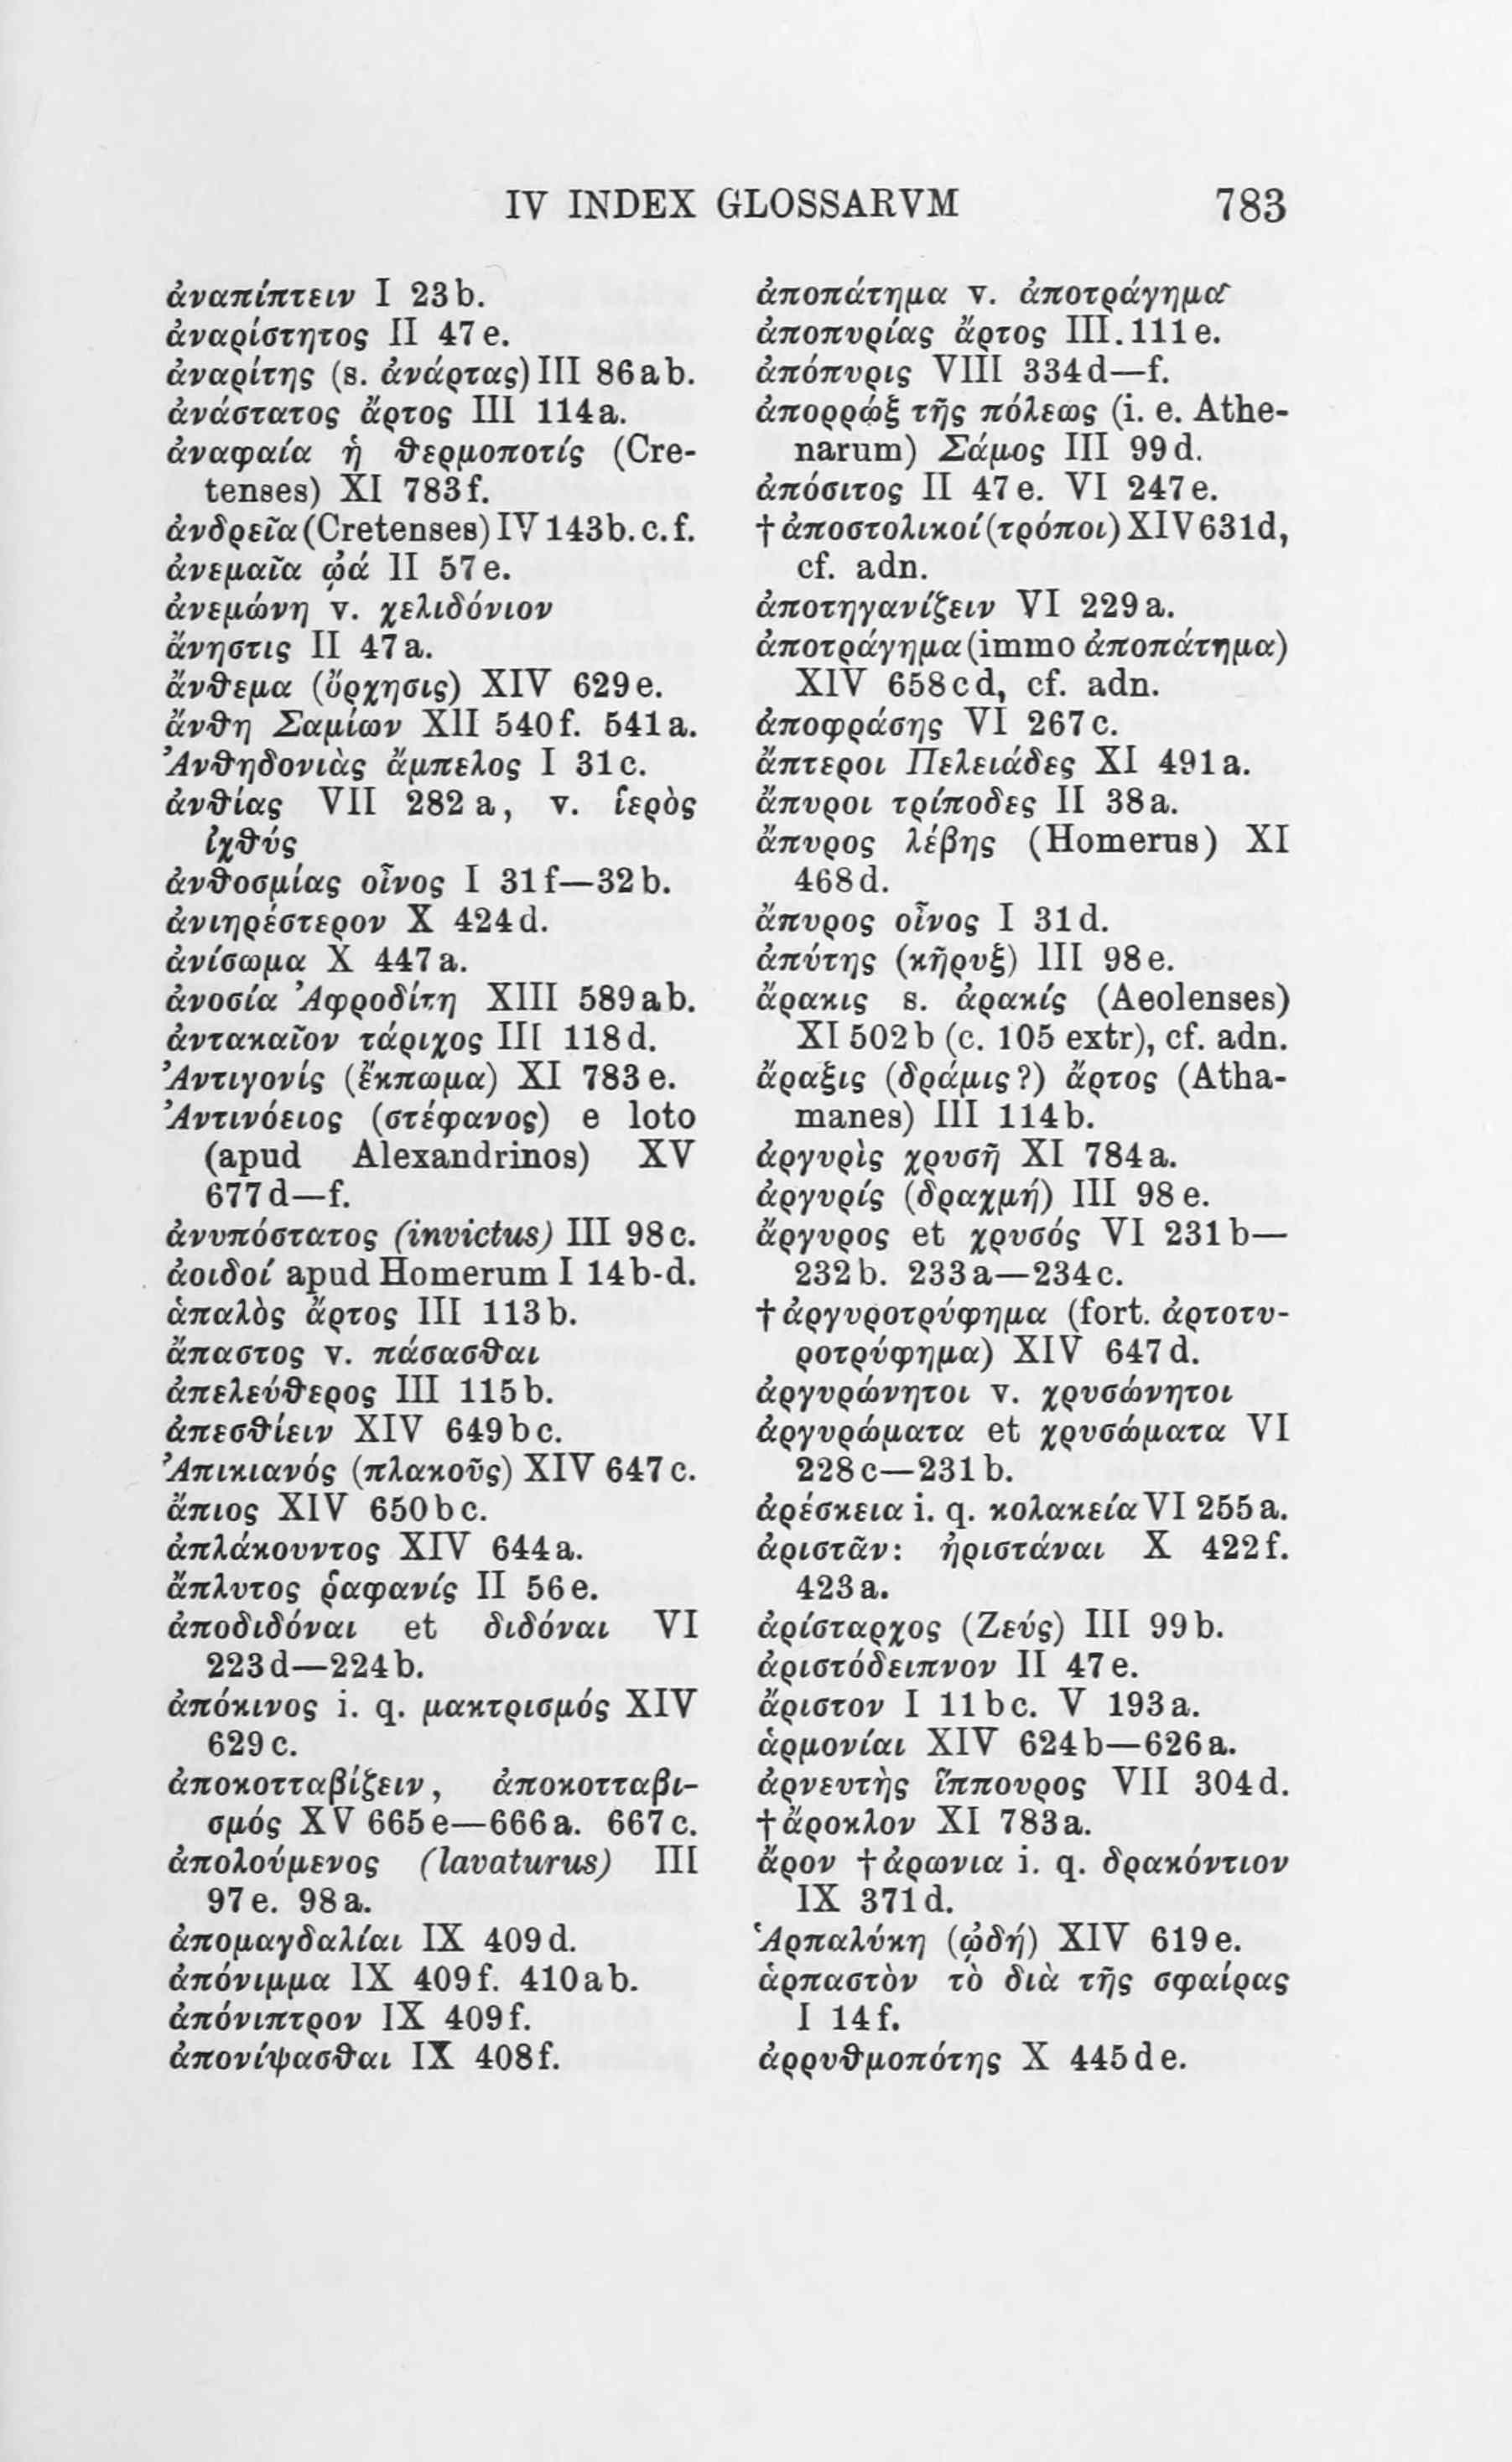 IV INDEX GLOSSARVM 783
ἀναπίπτειν I 23b.
ἀναρίστητος II 47e.
ἀναρίτης (s. ἀνάρτας) III 86ab.
ἀνάστατος ἄρτος III 114a.
ἀναφαία ἡ θερμοποτίς (Cre-
tenses) XI 783f.
ἀνδρεῖα (Cretenses) IV 143b.c.f.
ἀνεμαῖα ᾠά II 57e.
ἀνεμώνη v. χελιδόνιον
ἄνηστις II 47a.
ἄνθεμα (ὄρχησις) XIV 629e.
ἄνθη Σαμίων XII 540f. 541a.
Ἀνθηδονιὰς ἄμπελος I 31c.
ἀνθίας VII 282a, v. ἱερὸς
ἰχθύς
ἀνθοσμίας οἶνος I 31f—32b.
ἀνιηρέστερον X 424d.
ἀνίσωμα X 447a.
ἀνοσία Ἀφροδίτη XIII 589ab.
ἀντακαῖον τάριχος III 118d.
Ἀντιγονίς (ἔκπωμα) XI 783e.
Ἀντινόειος (στέφανος) e loto
(apud Alexandrinos) XV
677d—f.
ἀνυπόστατος (invictus) III 98c.
ἀοιδοί apud Homerum I 14b-d.
ἁπαλὸς ἄρτος III 113b.
ἄπαστος v. πάσασθαι
ἀπελεύθερος III 115b.
ἀπεσθίειν XIV 649bc.
Ἀπικιανός (πλακοῦς) XIV 647c.
ἄπιος XIV 650bc.
ἀπλάκουντος XIV 644a.
ἄπλυτος ῥαφανίς II 56e.
ἀποδιδόναι et διδόναι VI
223d—224b.
ἀπόκινος i. q. μακτρισμός XIV
629c.
ἀποκοτταβίζειν, ἀποκοτταβι-
σμός XV 665e—666a. 667c.
ἀπολούμενος (lavaturus) III
97e. 98a.
ἀπομαγδαλίαι IX 409d.
ἀπόνιμμα IX 409f. 410ab.
ἀπόνιπτρον IX 409f.
ἀπονίψασθαι IX 408f.
ἀποπάτημα v. ἀποτράγημα
ἀποπυρίας ἄρτος III. 111e.
ἀπόπυρις VIII 334d—f.
ἀπορρώξ τῆς πόλεως (i. e. Athe-
narum) Σάμος III 99d.
ἀπόσιτος II 47e. VI 247e.
†ἀποστολικοί (τρόποι) XIV 631d,
cf. adn.
ἀποτηγανίζειν VI 229a.
ἀποτράγημα (immo ἀποπάτημα)
XIV 658cd, cf. adn.
ἀποφράσης VI 267c.
ἄπτεροι Πελειάδες XI 491a.
ἄπυροι τρίποδες II 38a.
ἄπυρος λέβης (Homerus) XI
468d.
ἄπυρος οἶνος I 31d.
ἀπύτης (κῆρυξ) III 98e.
ἄρακις s. ἀρακίς (Aeolenses)
XI 502b (c. 105 extr), cf. adn.
ἄραξις (δράμις?) ἄρτος (Atha-
manes) III 114b.
ἀργυρὶς χρυσῆ XI 784a.
ἀργυρίς (δραχμή) III 98e.
ἄργυρος et χρυσός VI 231b—
232b. 233a—234c.
†ἀργυροτρύφημα (fort. ἀρτοτυ-
ροτρύφημα) XIV 647d.
ἀργυρώνητοι v. χρυσώνητοι
ἀργυρώματα et χρυσώματα VI
228c—231b.
ἀρέσκεια i. q. κολακεία VI 255a.
ἀριστᾶν: ἠριστάναι X 422f.
423a.
ἀρίσταρχος (Ζεύς) III 99b.
ἀριστόδειπνον II 47e.
ἄριστον I 11bc. V 193a.
ἁρμονίαι XIV 624b—626a.
ἀρνευτὴς ἵππουρος VII 304d.
†ἄροκλον XI 783a.
ἄρον †ἀρωνια i. q. δρακόντιον
IX 371d.
Ἁρπαλύκη (ᾠδή) XIV 619e.
ἁρπαστὸν τὸ διὰ τῆς σφαίρας
I 14f.
ἀρρυθμοπότης X 445de.